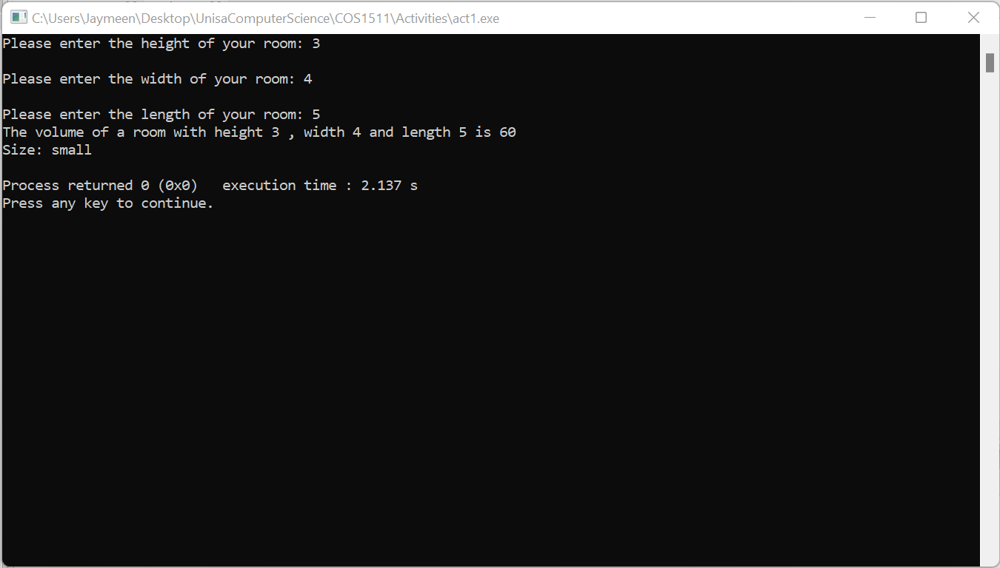 C:\Users\Jaymeen\Desktop\UnisaComputerScience\COS1511\Activities\act1.exe
Please enter the height of your room: 3
Please enter the width of your room: 4
Please enter the length of your room: 5
The volume of a room with height 3 , width 4 and length 5 is 60
Size: small
Process returned 0 (0x0)   execution time : 2.137 s
Press any key to continue.